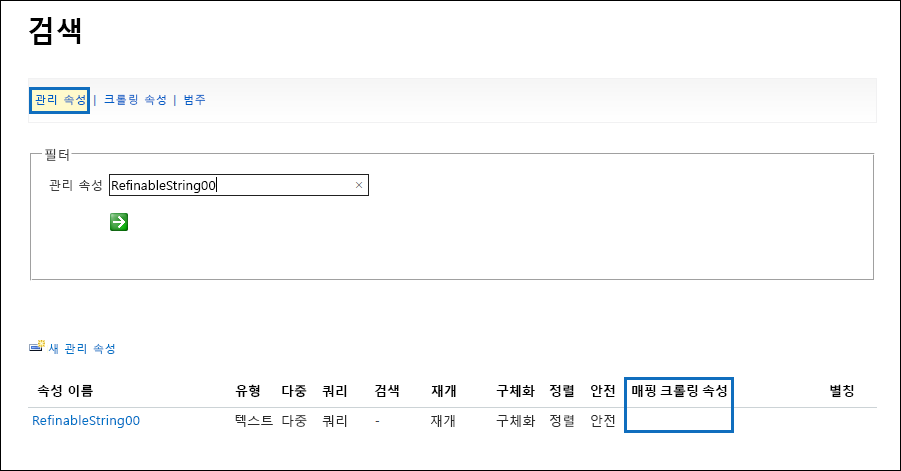 검색
관리 속성 | 크롤링 속성 | 범주
필터
관리 속성 RefinableString00 ×
새 관리 속성
속성 이름 유형 다중 쿼리 검색 재개 구체화 정렬 안전 매핑 크롤링 속성 별칭
RefinableString00 텍스트 다중 쿼리 - 재개 구체화 정렬 안전